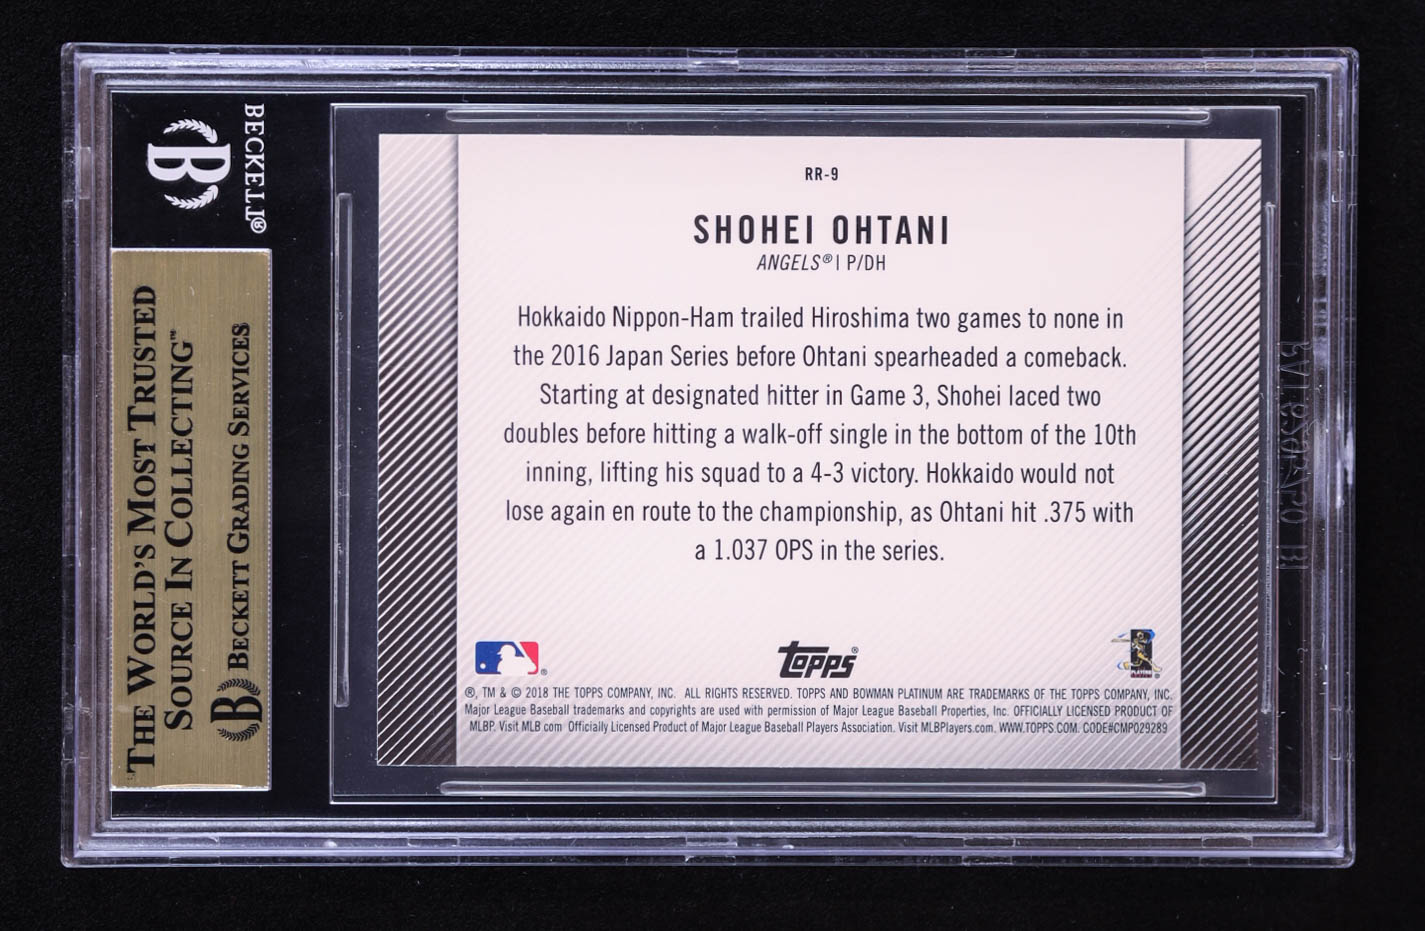 BECKETT®
B
THE WORLD'S MOST TRUSTED
SOURCE IN COLLECTING™
B BECKETT GRADING SERVICES
RR-9
SHOHEI OHTANI
ANGELS® | P/DH
Hokkaido Nippon-Ham trailed Hiroshima two games to none in
the 2016 Japan Series before Ohtani spearheaded a comeback.
Starting at designated hitter in Game 3, Shohei laced two
doubles before hitting a walk-off single in the bottom of the 10th
inning, lifting his squad to a 4-3 victory. Hokkaido would not
lose again en route to the championship, as Ohtani hit .375 with
a 1.037 OPS in the series.
topps®
®, TM & © 2018 THE TOPPS COMPANY, INC. ALL RIGHTS RESERVED. TOPPS AND BOWMAN PLATINUM ARE TRADEMARKS OF THE TOPPS COMPANY, INC.
Major League Baseball trademarks and copyrights are used with permission of Major League Baseball Properties, Inc. OFFICIALLY LICENSED PRODUCT OF
MLBP. Visit MLB com Officially Licensed Product of Major League Baseball Players Association. Visit MLBPlayers.com. WWW.TOPPS.COM. CODE#CMP029289